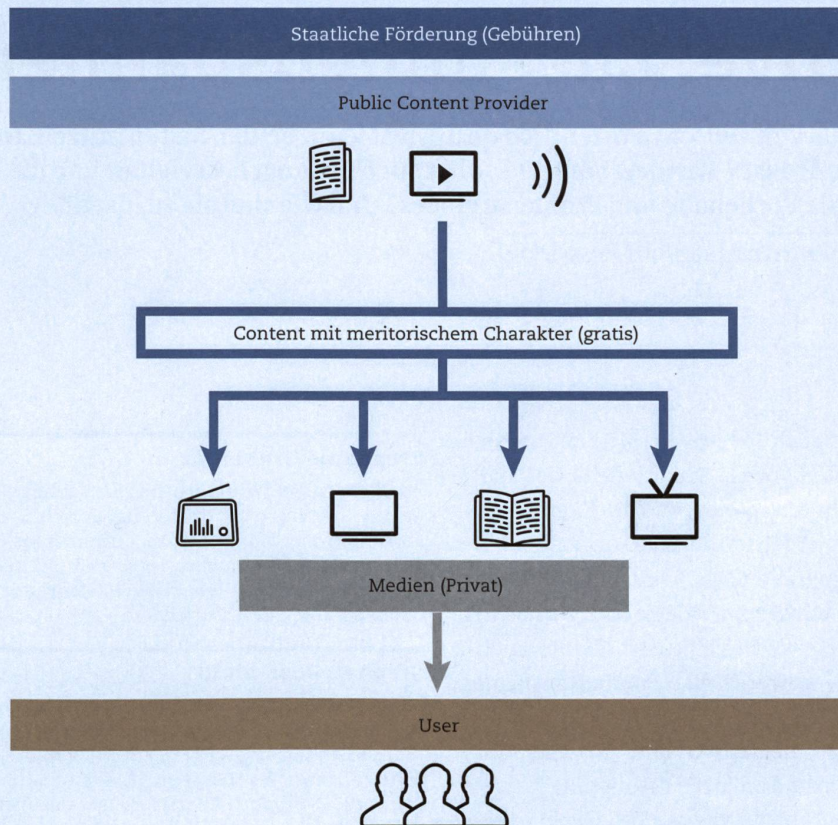 Staatliche Förderung (Gebühren)
Public Content Provider
Content mit meritorischem Charakter (gratis)
Medien (Privat)
User